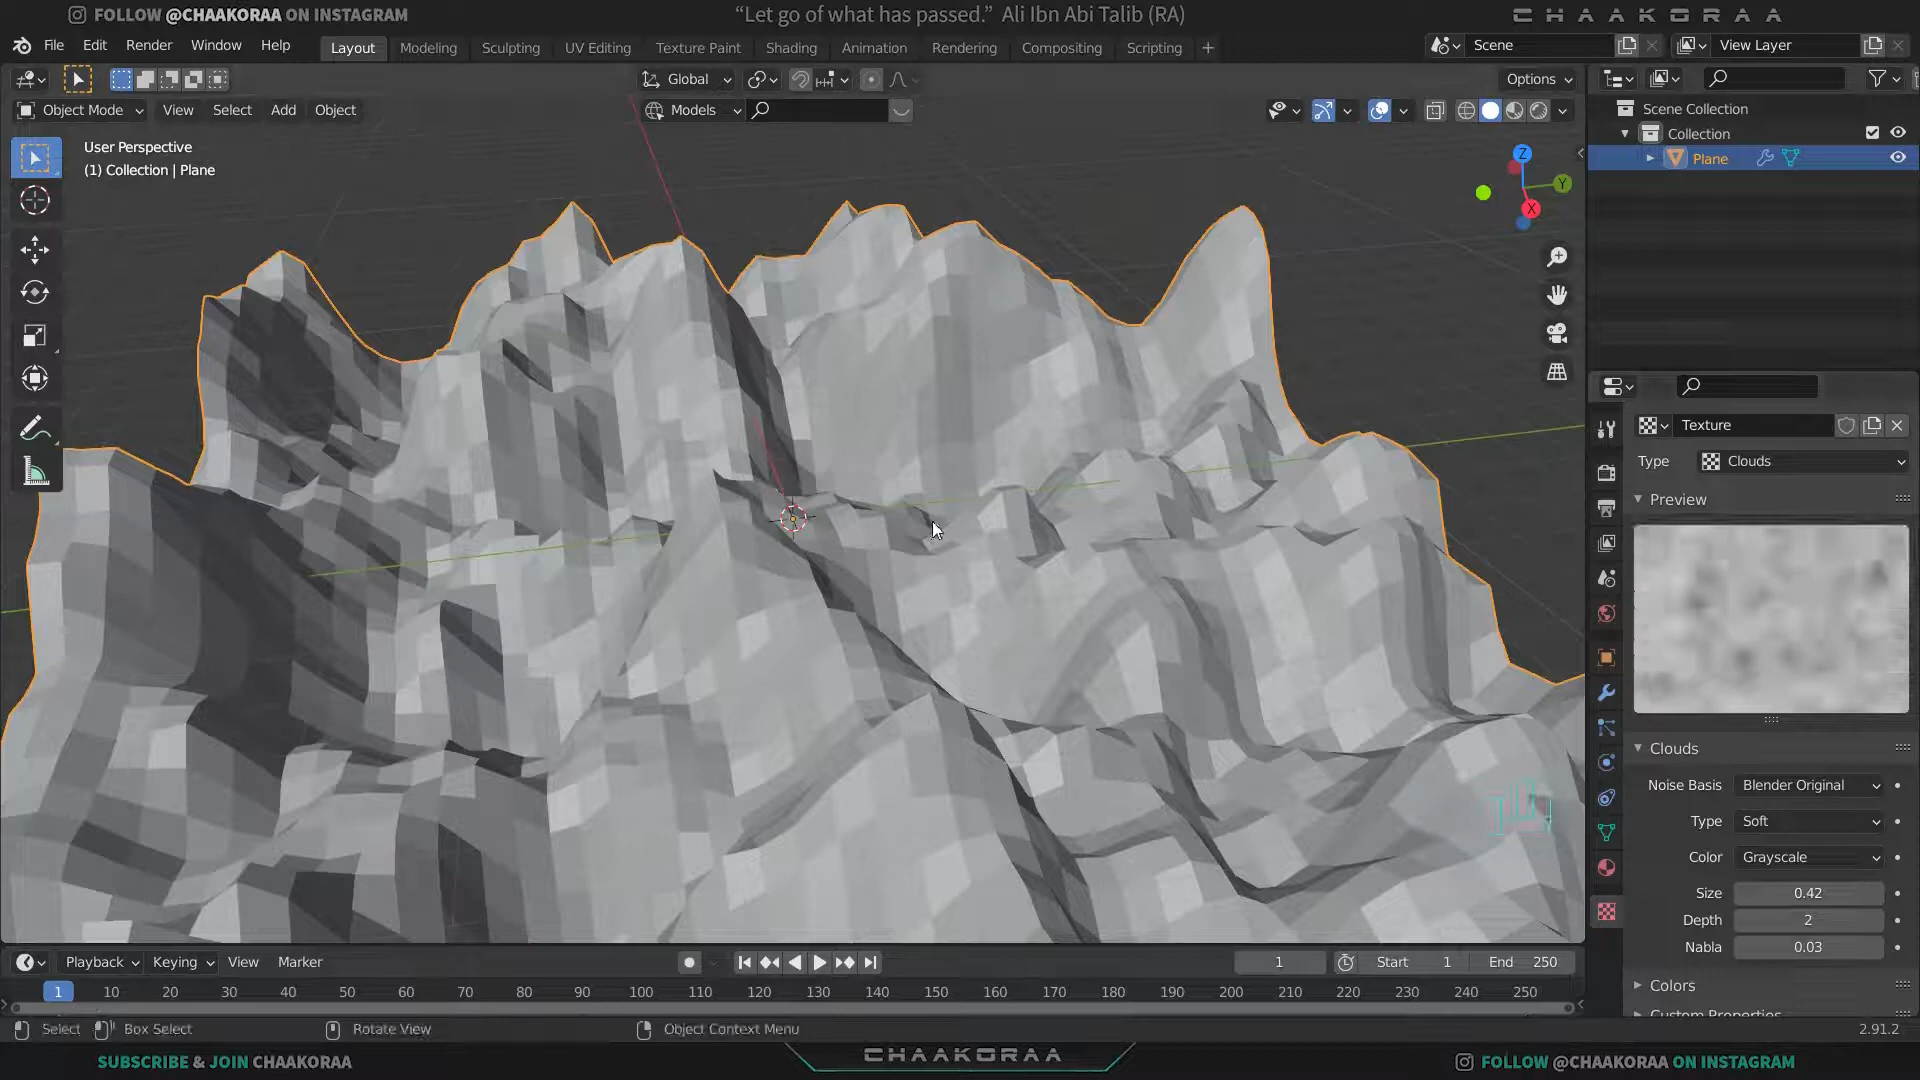 FOLLOW @CHAAKORAA ON INSTAGRAM
“Let go of what has passed.” Ali Ibn Abi Talib (RA)
CHAAKORAA
File Edit Render Window Help
Layout Modeling Sculpting UV Editing Texture Paint Shading Animation Rendering Compositing Scripting +
Scene
View Layer
Global
Options
Object Mode View Select Add Object
Models
User Perspective
(1) Collection | Plane
Z
Y
X
Scene Collection
Collection
Plane
Texture
Type Clouds
Preview
Clouds
Noise Basis Blender Original
Type Soft
Color Grayscale
Size 0.42
Depth 2
Nabla 0.03
Colors
Custom Properties
Playback Keying View Marker
1
Start 1 End 250
1 10 20 30 40 50 60 70 80 90 100 110 120 130 140 150 160 170 180 190 200 210 220 230 240 250
Select Box Select Rotate View Object Context Menu
2.91.2
SUBSCRIBE & JOIN CHAAKORAA
CHAAKORAA
FOLLOW @CHAAKORAA ON INSTAGRAM